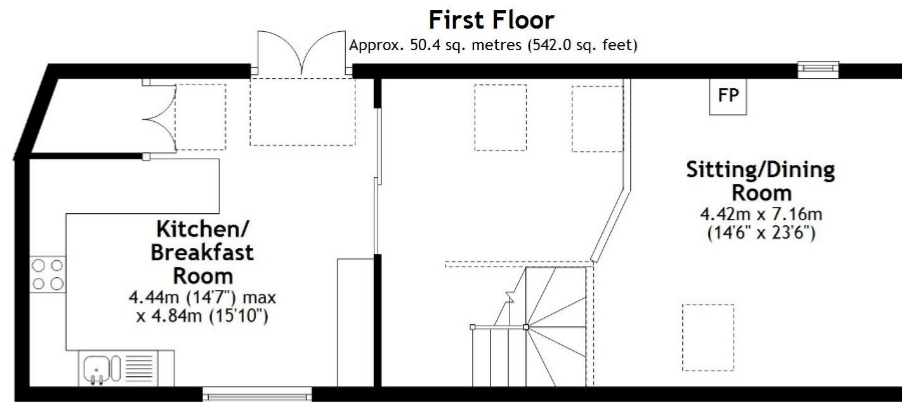 First Floor
Approx. 50.4 sq. metres (542.0 sq. feet)
FP
Sitting/Dining
Room
4.42m x 7.16m
(14'6" x 23'6")
Kitchen/
Breakfast
Room
4.44m (14'7") max
x 4.84m (15'10")